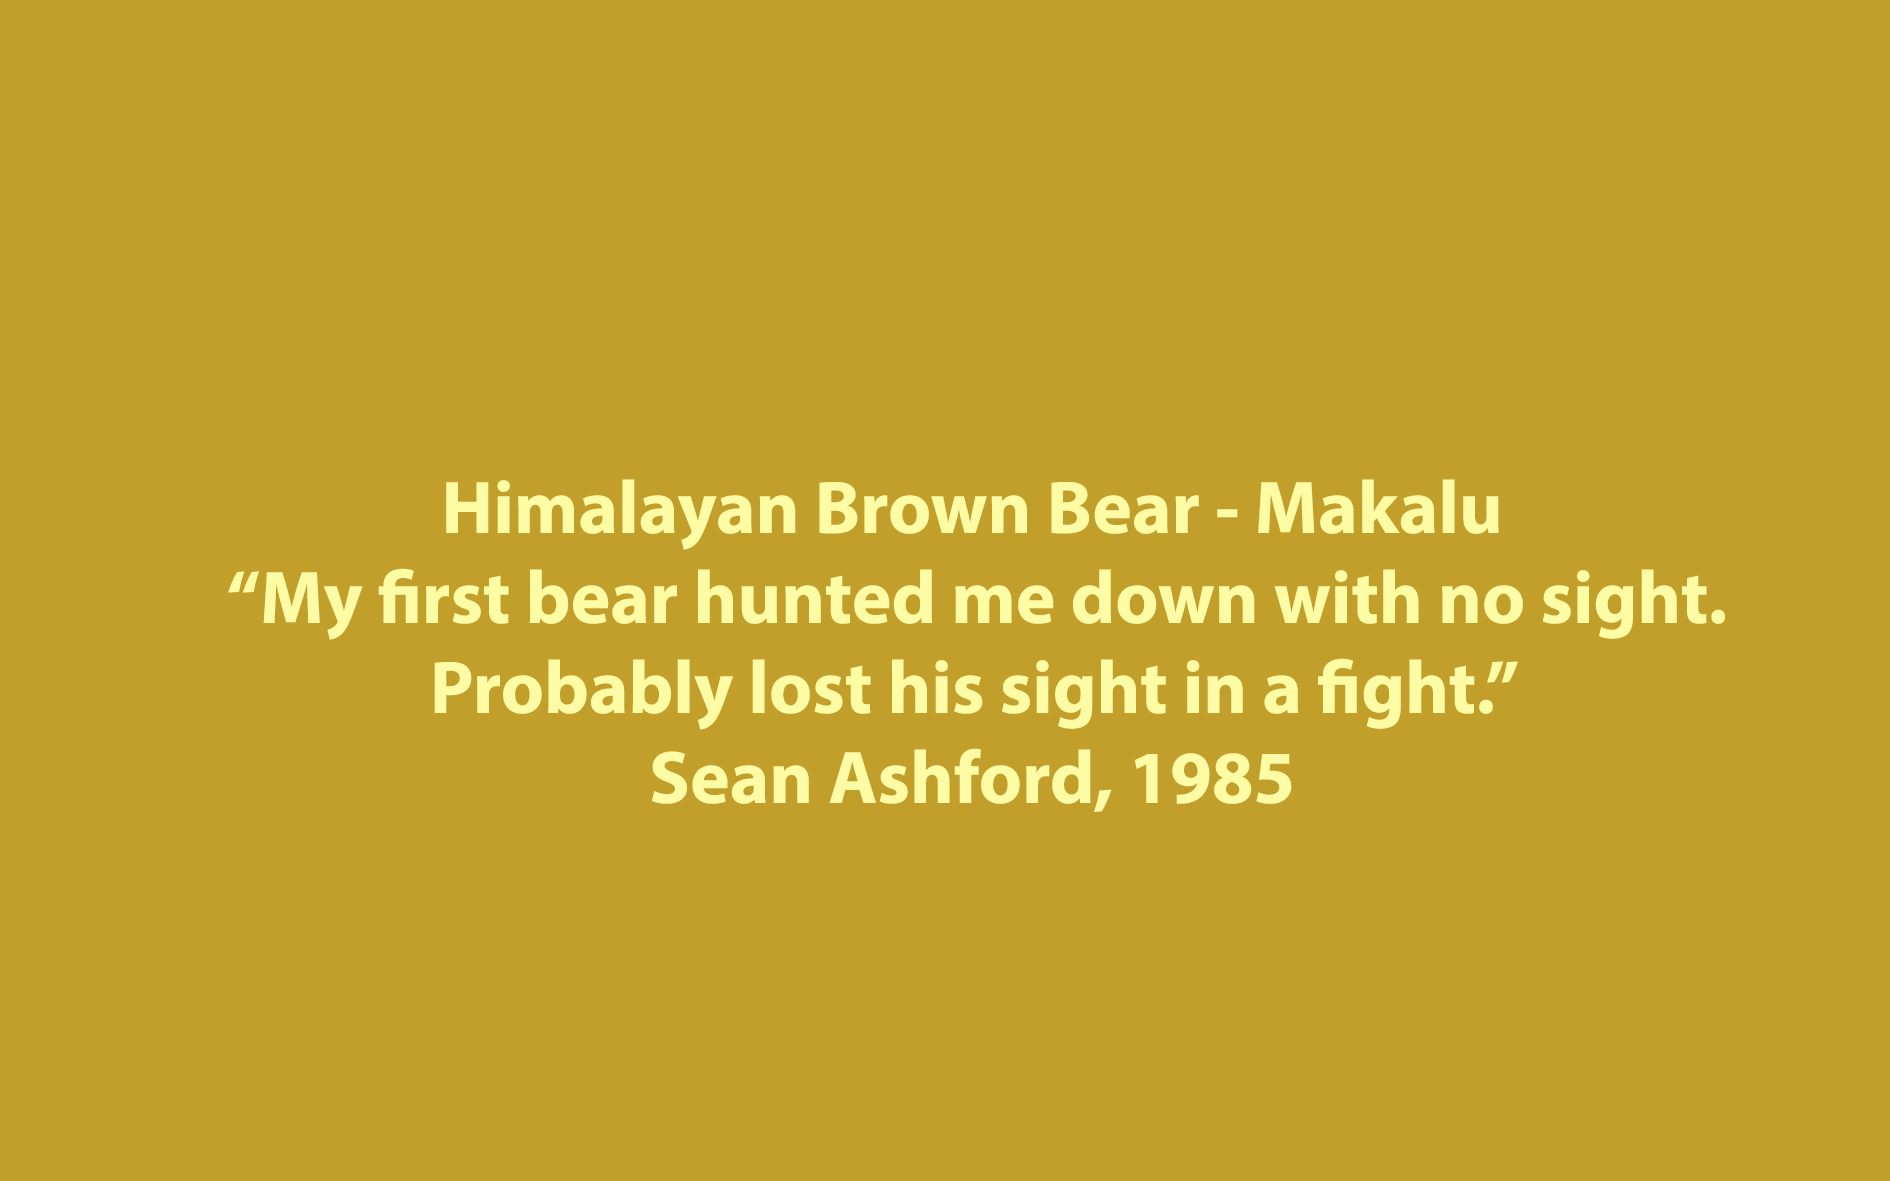 Himalayan Brown Bear - Makalu
“My first bear hunted me down with no sight.
Probably lost his sight in a fight.”
Sean Ashford, 1985